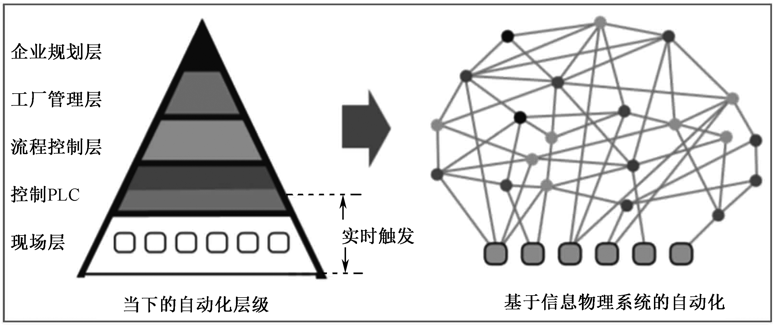 企业规划层
工厂管理层
流程控制层
控制PLC
现场层
实时触发
当下的自动化层级
基于信息物理系统的自动化